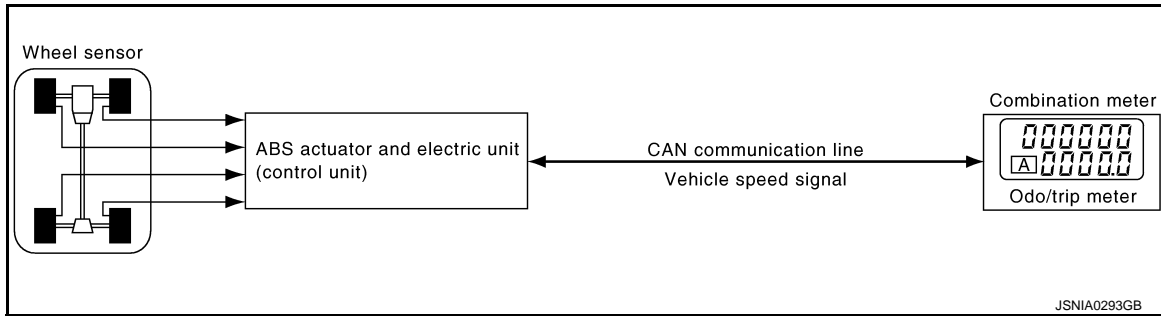 Wheel sensor
ABS actuator and electric unit
(control unit)
CAN communication line
Vehicle speed signal
Combination meter
000000
A 0000.0
Odo/trip meter
JSNIA0293GB